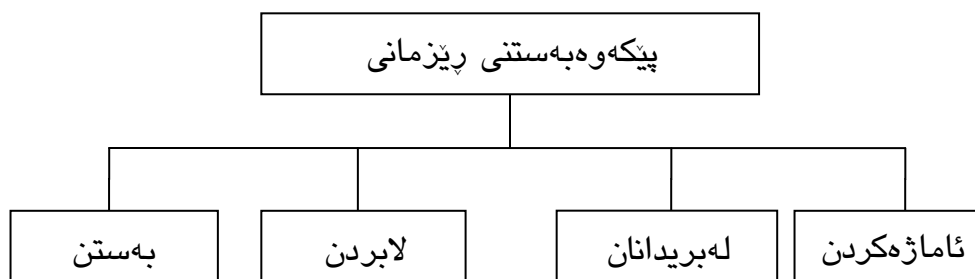 پێکەوەبەستنی ڕێزمانی
ئاماژەکردن
لەبریدانان
لابردن
بەستن